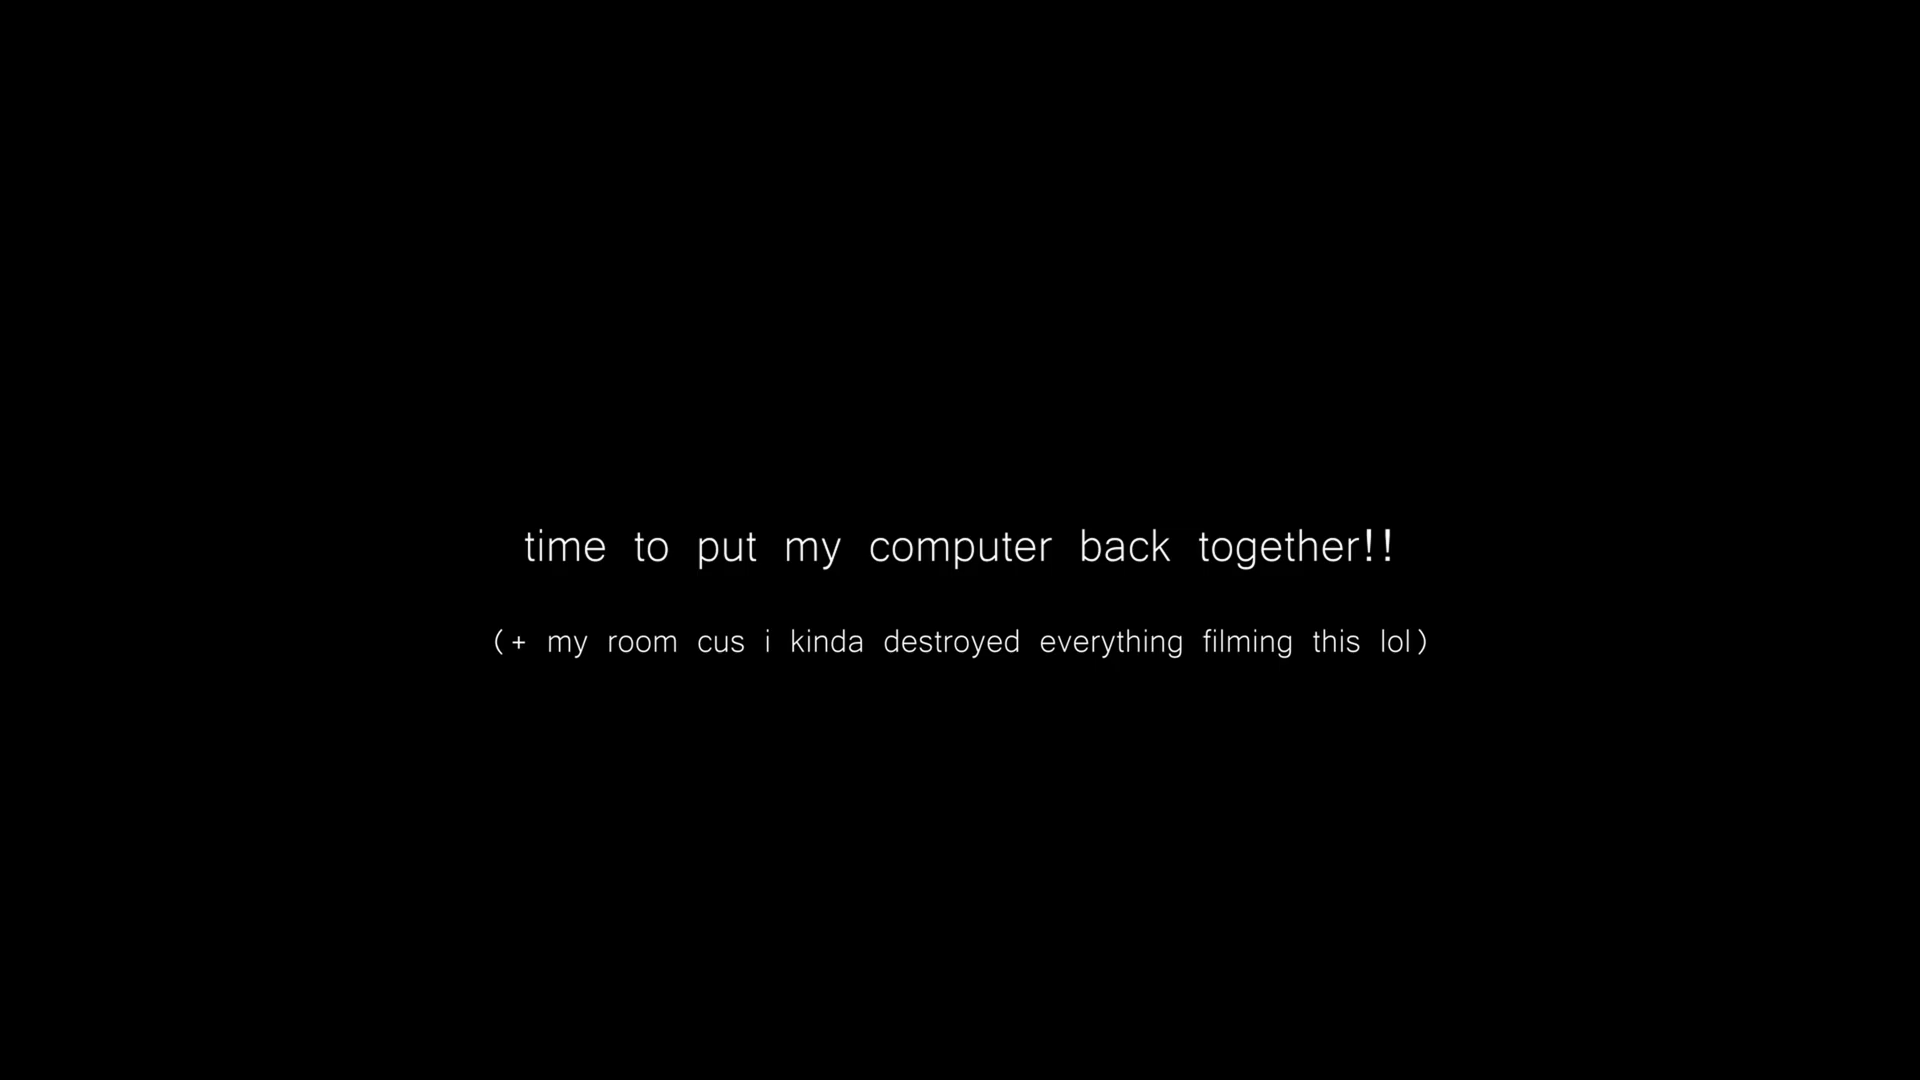 time to put my computer back together!!
(+ my room cus i kinda destroyed everything filming this lol)